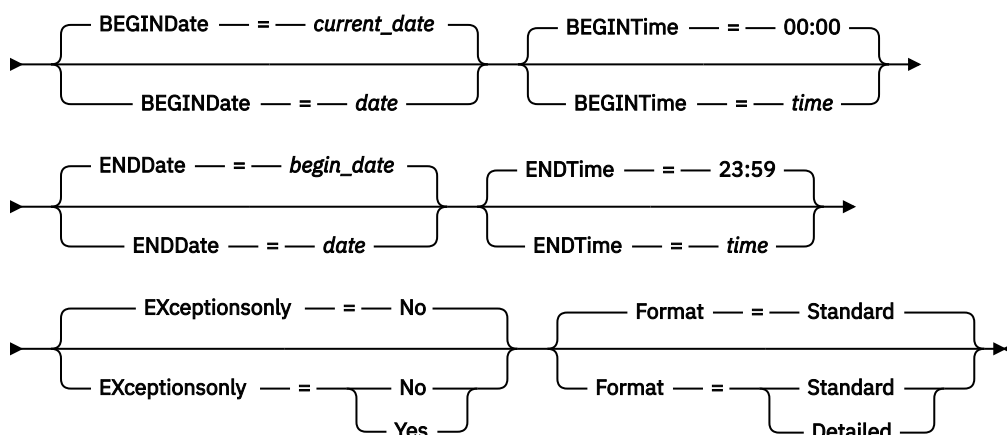 BEGINDate = current_date BEGINTime = 00:00
BEGINDate = date BEGINTime = time
ENDDate = begin_date ENDTime = 23:59
ENDDate = date ENDTime = time
EXceptionsonly = No Format = Standard
EXceptionsonly = No Format = Standard
Yes Detailed